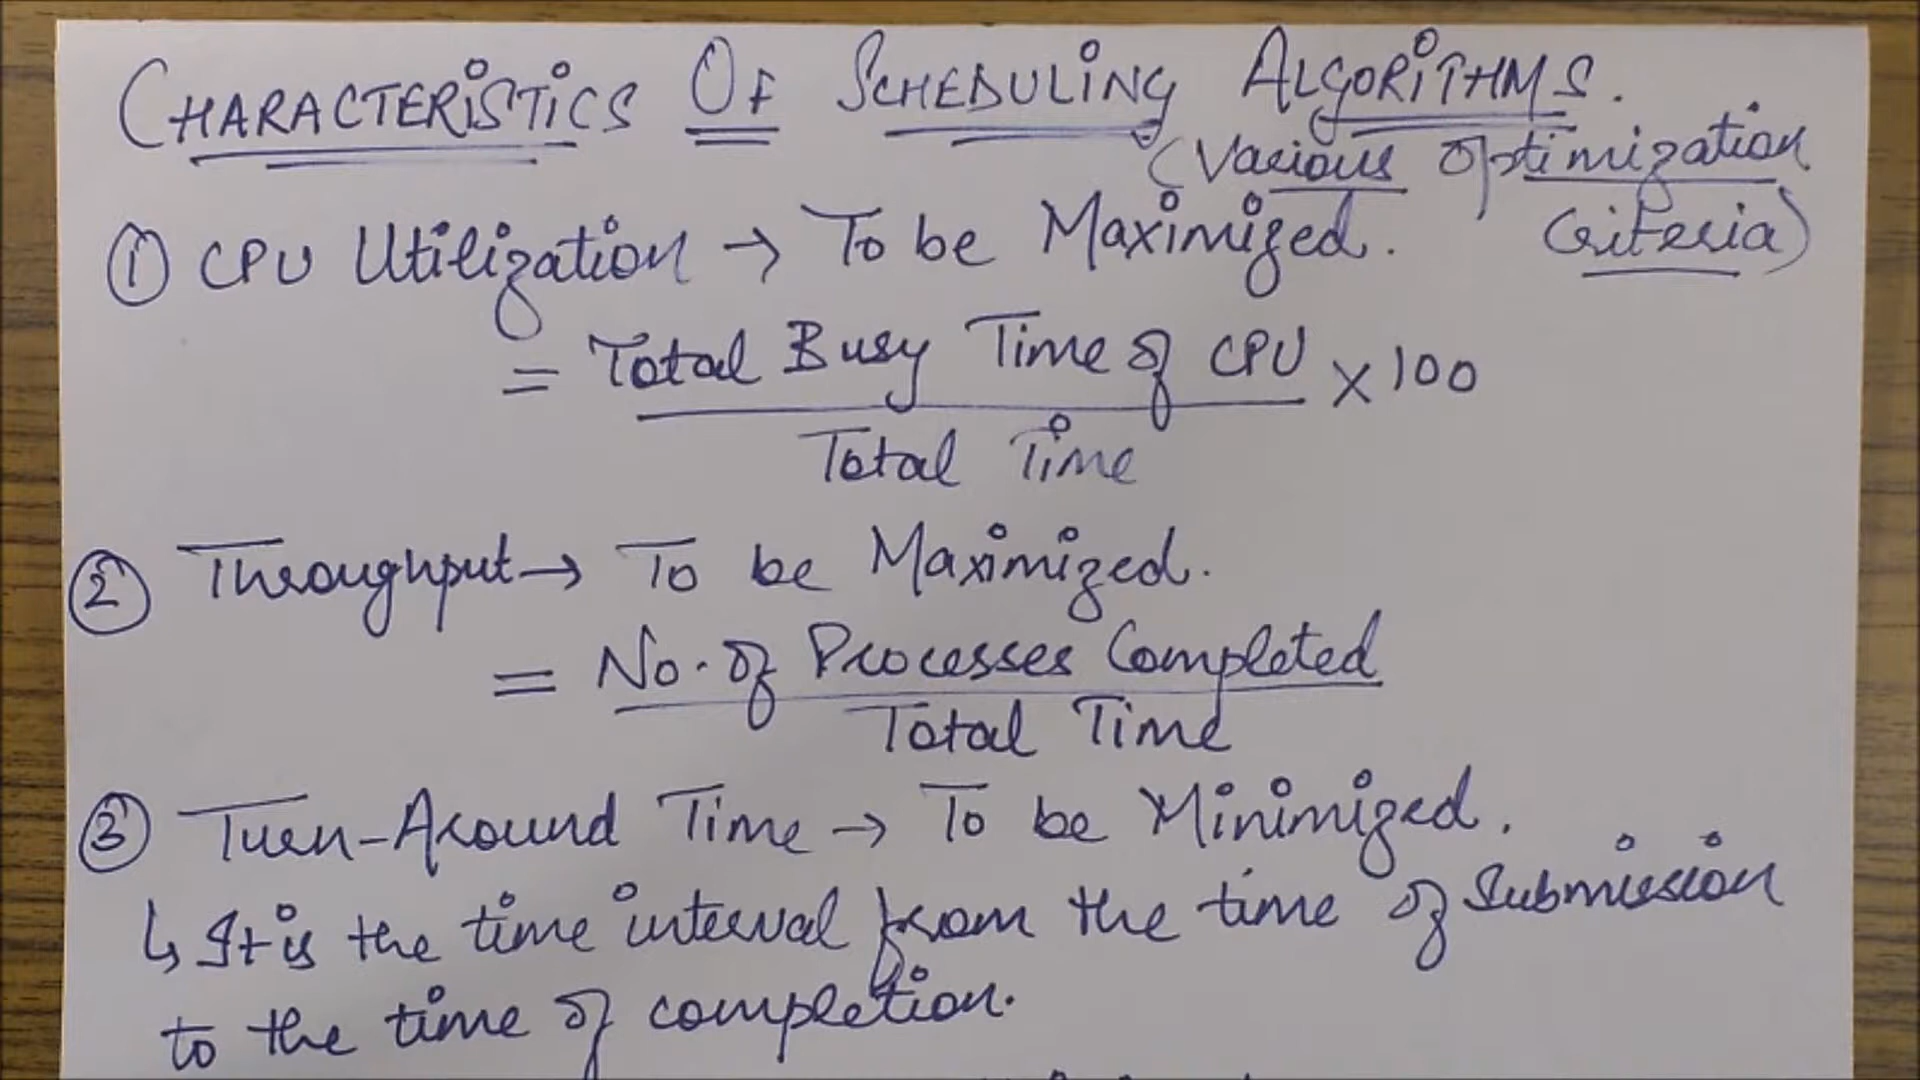 CHARACTERISTICS OF SCHEDULING ALGORITHMS.
(Various Optimization
Criteria)
① CPU Utilization → To be Maximized.
= Total Busy Time of CPU × 100
Total Time
② Throughput → To be Maximized.
= No. of Processes Completed
Total Time
③ Turn-Around Time → To be Minimized.
↳ It is the time interval from the time of Submission
to the time of completion.